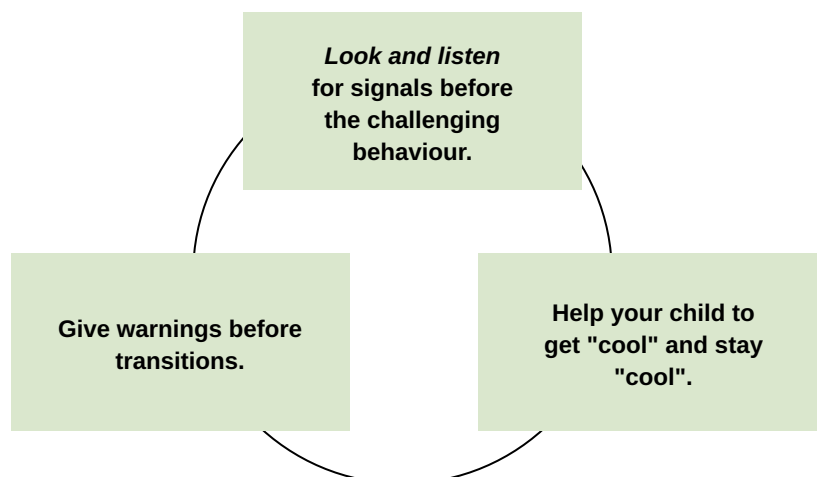 Look and listen
for signals before
the challenging
behaviour.
Give warnings before
transitions.
Help your child to
get "cool" and stay
"cool".